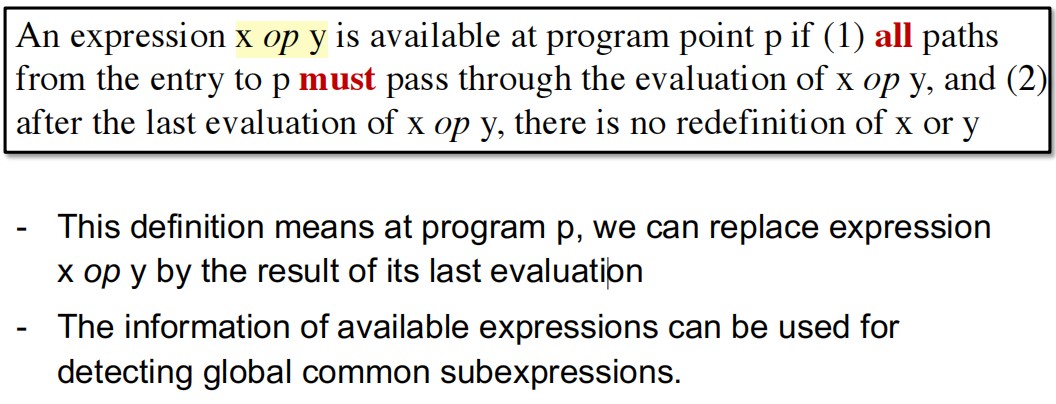 An expression x op y is available at program point p if (1) all paths
from the entry to p must pass through the evaluation of x op y, and (2)
after the last evaluation of x op y, there is no redefinition of x or y
- This definition means at program p, we can replace expression
x op y by the result of its last evaluation
- The information of available expressions can be used for
detecting global common subexpressions.